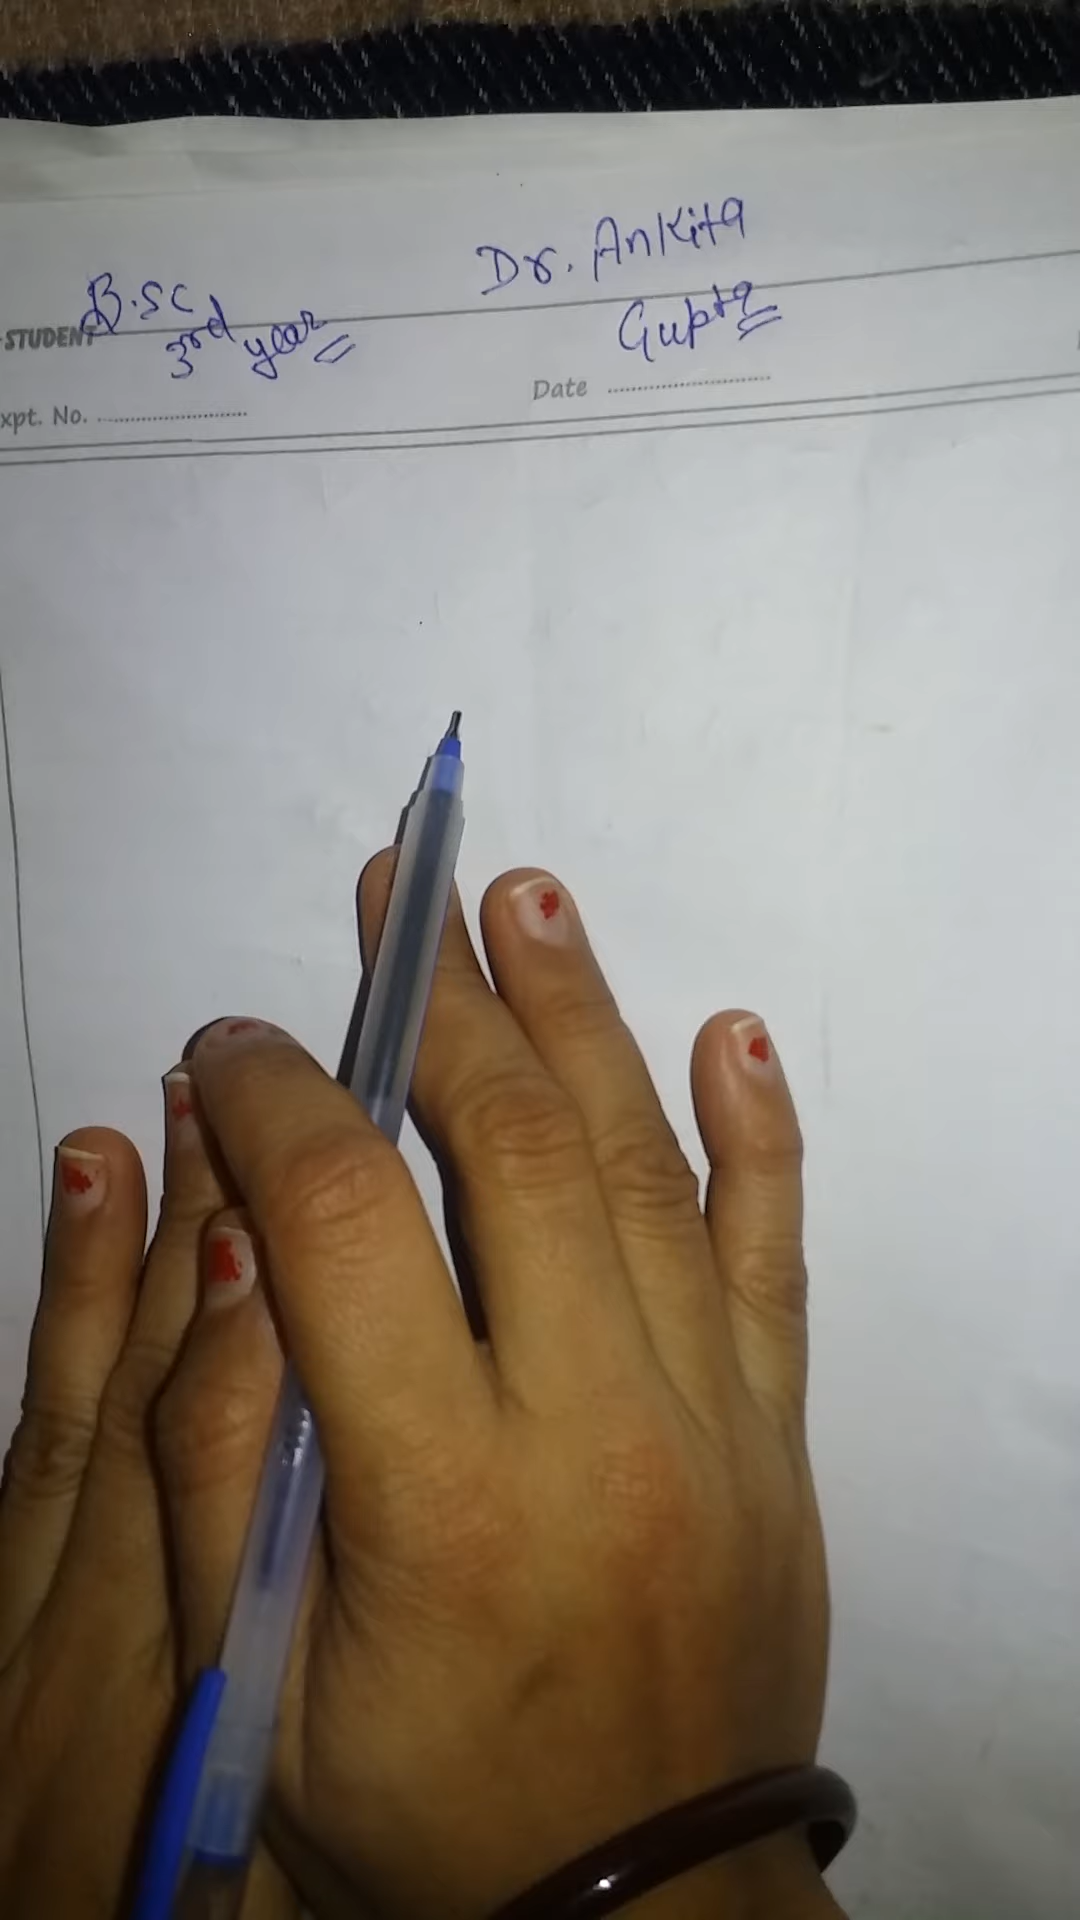 B.SC
3rd year
Dr. Ankita
Gupta
STUDENT
xpt. No. ....................
Date ....................